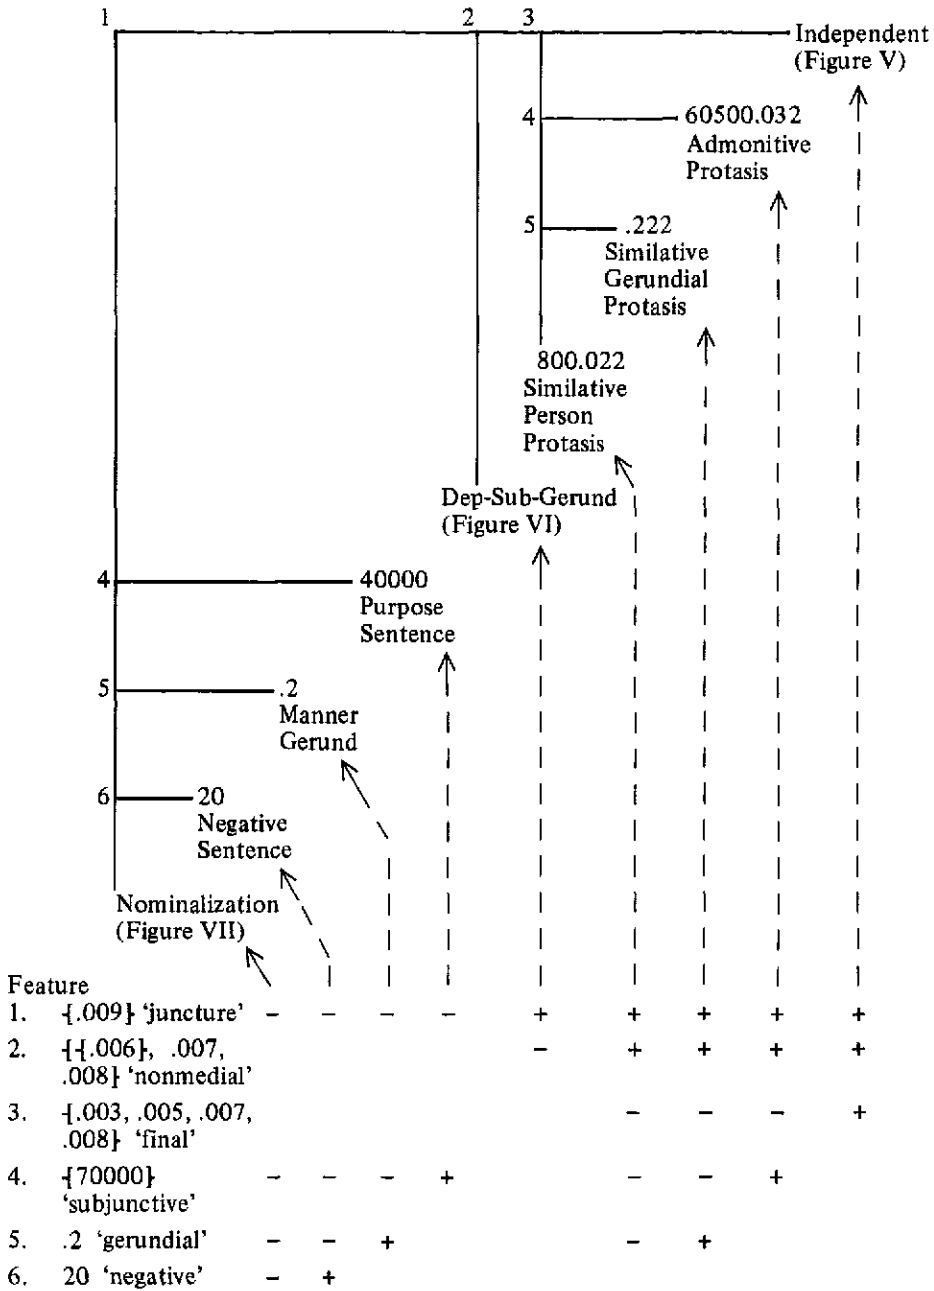 1 2 3
Independent
(Figure V)
4 60500.032
Admonitive
Protasis
5 .222
Similative
Gerundial
Protasis
800.022
Similative
Person
Protasis
Dep-Sub-Gerund
(Figure VI)
4 40000
Purpose
Sentence
5 .2
Manner
Gerund
6 20
Negative
Sentence
Nominalization
(Figure VII)
Feature
1. -{.009} 'juncture' – – – – + + + + +
2. {-{.006}, .007, – + + + +
.008} 'nonmedial'
3. -{.003, .005, .007, – – – +
.008}- 'final'
4. -{70000} – – – + – – +
'subjunctive'
5. .2 'gerundial' – – + – +
6. 20 'negative' – +